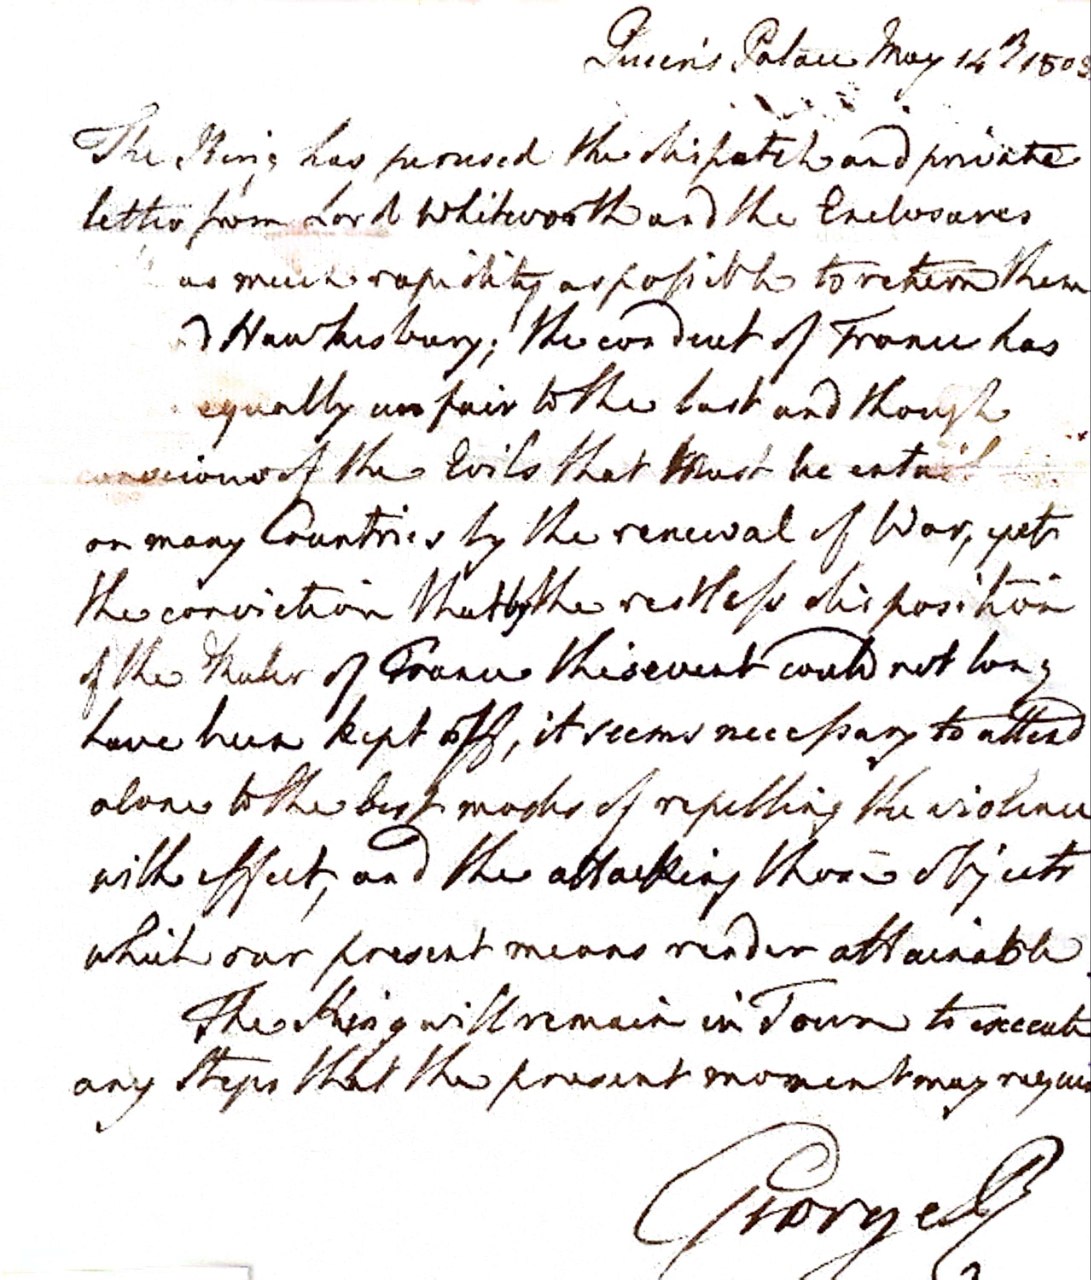 Queen's Palace May 14th 1803
The King has perused the dispatch and private
letter from Lord Whitworth and the Enclosures
as much rapidity as possible to return them
d Hawkesbury; the conduct of France has
equally unfair to the last and though
conscious of the Evils that must be entail
on many Countries by the renewal of War, yet
the conviction that by the restless disposition
of the Ruler of France this event could not long
have been kept off, it seems necessary to attend
alone to the best modes of repelling the violence
with effect, and the attacking those objects
which our present means render attainable.
The King will remain in Town to execute
any Steps that the present moment may requi
George R